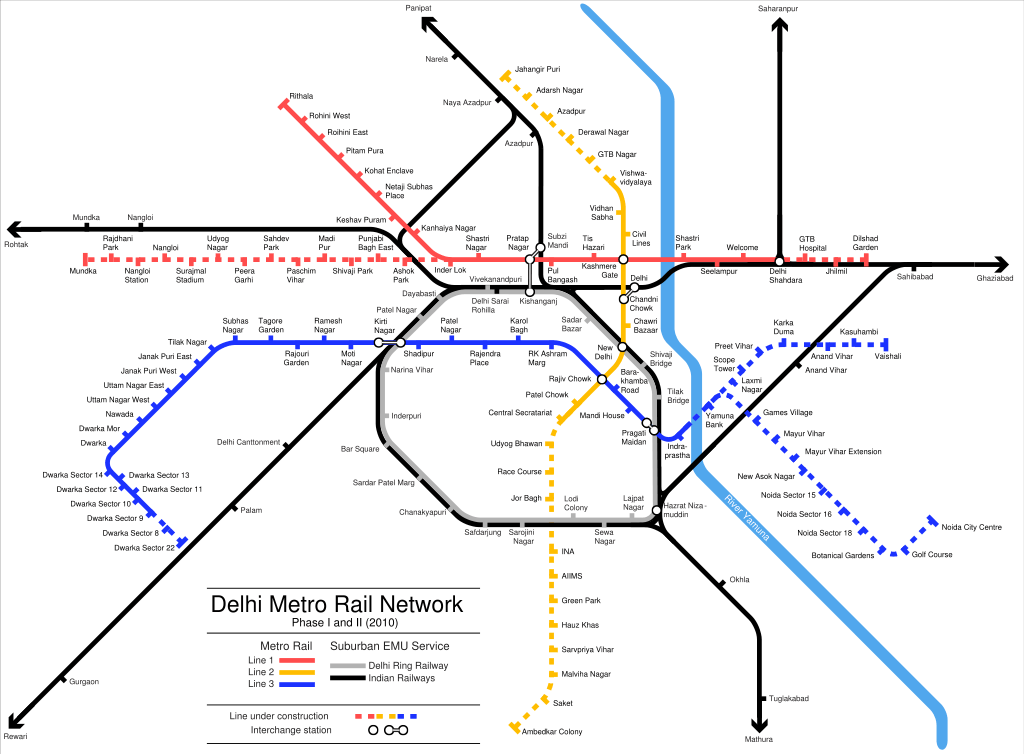 Panipat
Saharanpur
Narela
Jahangir Puri
Adarsh Nagar
Rithala
Naya Azadpur
Azadpur
Rohini West
Derawal Nagar
Roihini East
Azadpur
Pitam Pura
GTB Nagar
Kohat Enclave
Vishwa-
vidyalaya
Netaji Subhas
Place
Vidhan
Sabha
Mundka
Nangloi
Keshav Puram
Kanhaiya Nagar
Rohtak
Rajdhani
Park
Nangloi
Udyog
Nagar
Sahdev
Park
Madi
Pur
Punjabi
Bagh East
Shastri
Nagar
Pratap
Nagar
Subzi
Mandi
Tis
Hazari
Civil
Lines
Shastri
Park
Welcome
GTB
Hospital
Dilshad
Garden
Mundka
Nangloi
Station
Surajmal
Stadium
Peera
Garhi
Paschim
Vihar
Shivaji Park
Ashok
Park
Inder Lok
Pul
Bangash
Kashmere
Gate
Seelampur
Delhi
Shahdara
Jhilmil
Sahibabad
Ghaziabad
Vivekanandpuri
Delhi
Dayabasti
Delhi Sarai
Rohilla
Kishanganj
Chandni
Chowk
Patel Nagar
Sadar
Bazar
Chawri
Bazaar
Subhas
Nagar
Tagore
Garden
Ramesh
Nagar
Kirti
Nagar
Patel
Nagar
Karol
Bagh
Karka
Duma
Kasuhambi
Tilak Nagar
Rajouri
Garden
Moti
Nagar
Shadipur
Rajendra
Place
RK Ashram
Marg
New
Delhi
Shivaji
Bridge
Preet Vihar
Anand Vihar
Vaishali
Janak Puri East
Janak Puri West
Narina Vihar
Scope
Tower
Anand Vihar
Uttam Nagar East
Rajiv Chowk
Bara-
khamba
Road
Laxmi
Nagar
Uttam Nagar West
Patel Chowk
Tilak
Bridge
Nawada
Inderpuri
Central Secratariat
Mandi House
Yamuna
Bank
Games Village
Dwarka Mor
Pragati
Maidan
Mayur Vihar
Dwarka
Delhi Canttonment
Bar Square
Udyog Bhawan
Indra-
prastha
Mayur Vihar Extension
Dwarka Sector 14
Dwarka Sector 13
Race Course
New Asok Nagar
Dwarka Sector 12
Dwarka Sector 11
Sardar Patel Marg
Noida Sector 15
Dwarka Sector 10
Jor Bagh
Lodi
Colony
Lajpat
Nagar
Hazrat Niza-
muddin
River Yamuna
Noida Sector 16
Dwarka Sector 9
Palam
Chanakyapuri
Noida Sector 18
Noida City Centre
Dwarka Sector 8
Safdarjung
Sarojini
Nagar
Sewa
Nagar
Dwarka Sector 22
Botanical Gardens
Golf Course
INA
AIIMS
Okhla
Green Park
Hauz Khas
Sarvpriya Vihar
Malviha Nagar
Gurgaon
Saket
Tuglakabad
Rewari
Ambedkar Colony
Mathura
Delhi Metro Rail Network
Phase I and II (2010)
Metro Rail
Suburban EMU Service
Line 1
Delhi Ring Railway
Line 2
Indian Railways
Line 3
Line under construction
Interchange station